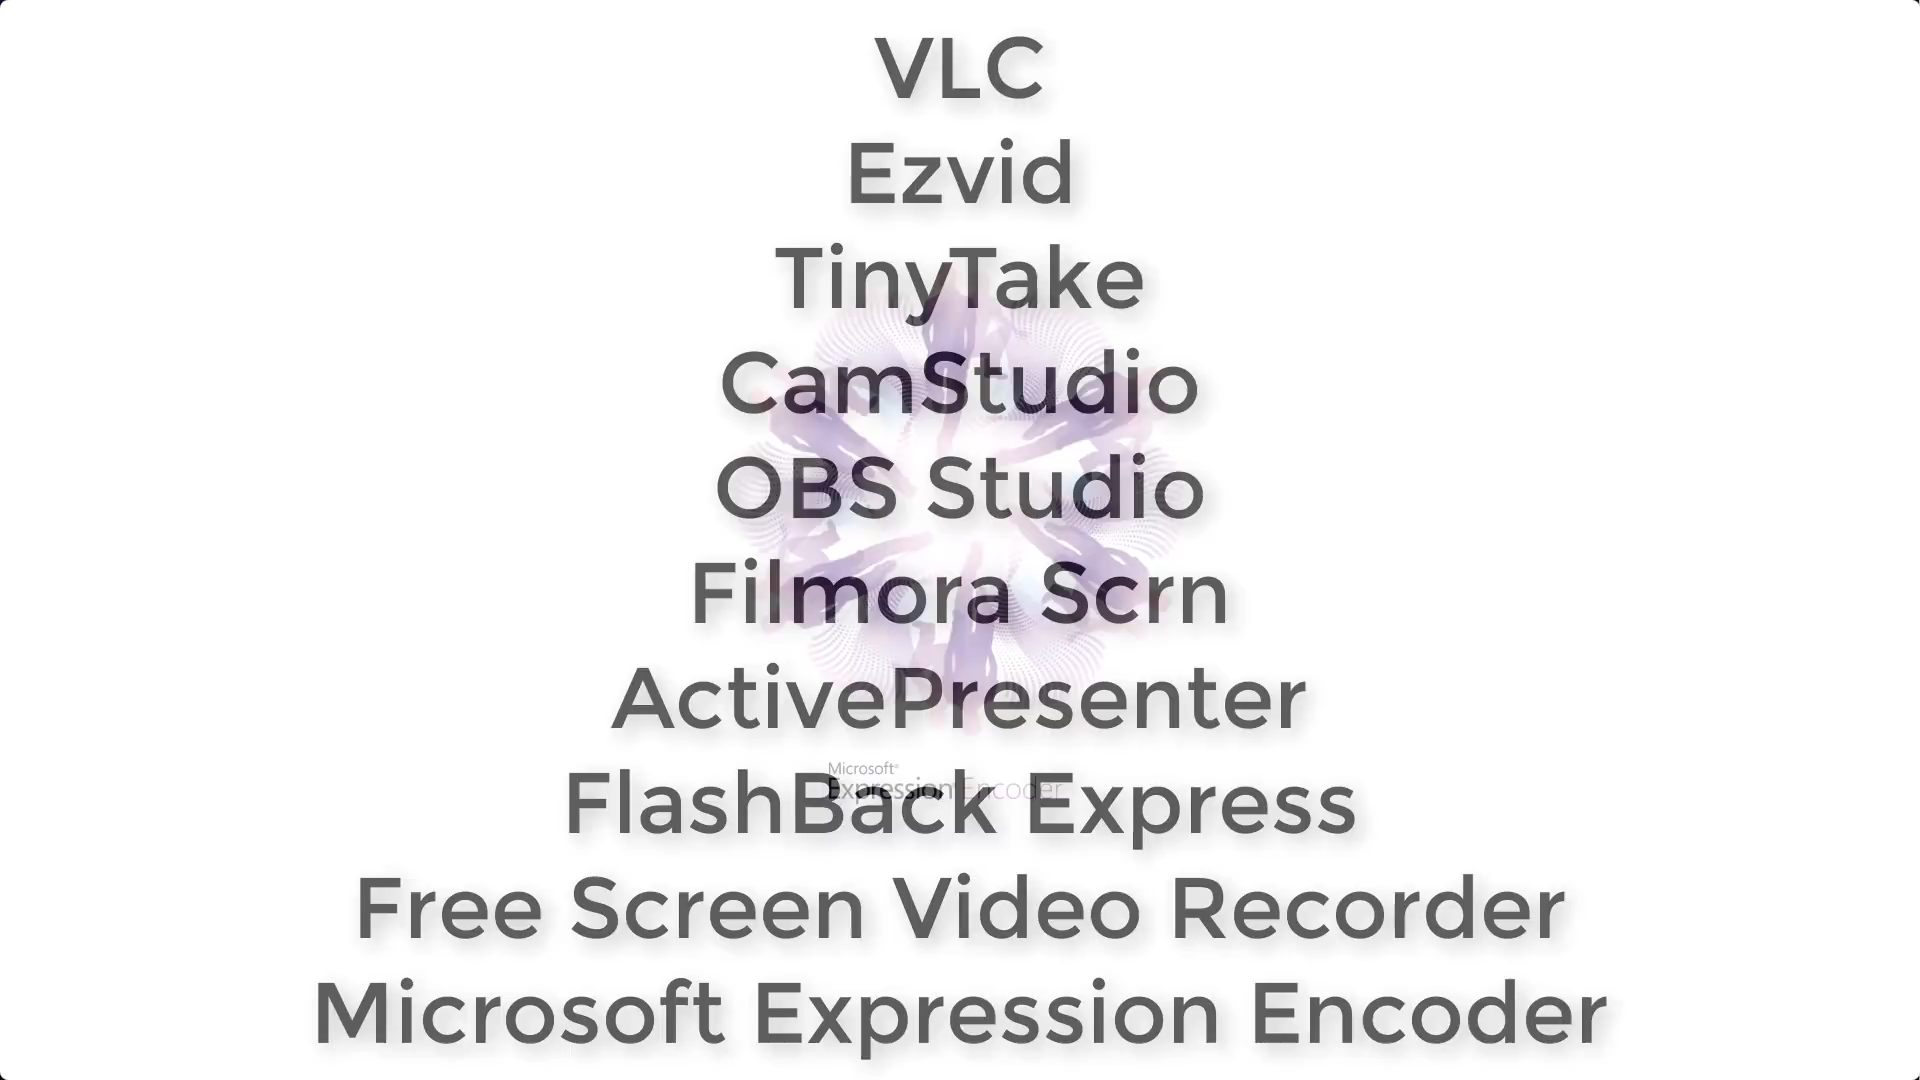 VLC
Ezvid
TinyTake
CamStudio
OBS Studio
Filmora Scrn
ActivePresenter
Microsoft®
Expression® Encoder
FlashBack Express
Free Screen Video Recorder
Microsoft Expression Encoder